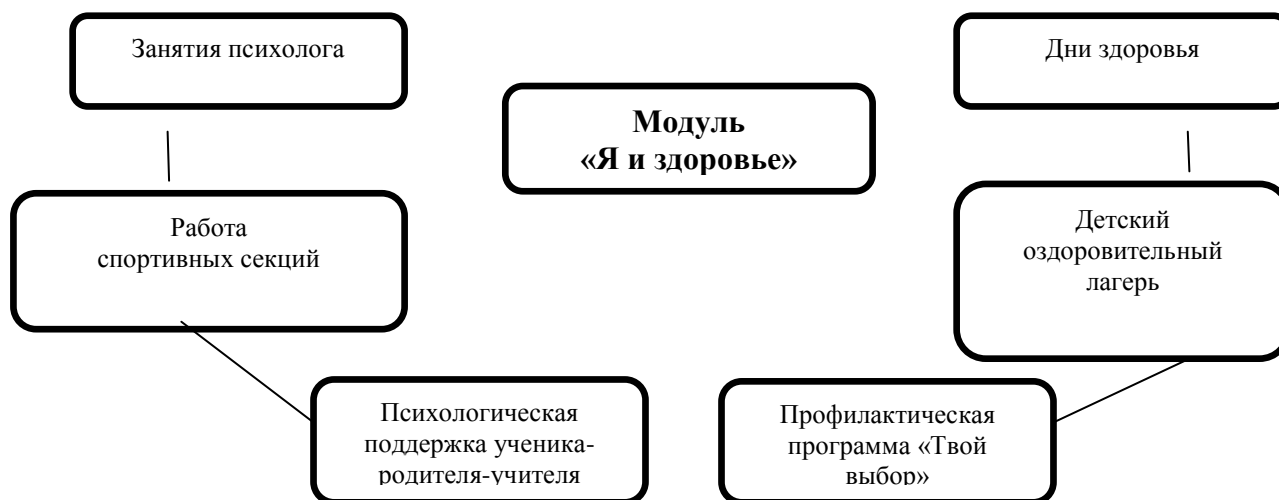 Занятия психолога
Дни здоровья
Модуль
«Я и здоровье»
Работа
спортивных секций
Детский
оздоровительный
лагерь
Психологическая
поддержка ученика-
родителя-учителя
Профилактическая
программа «Твой
выбор»